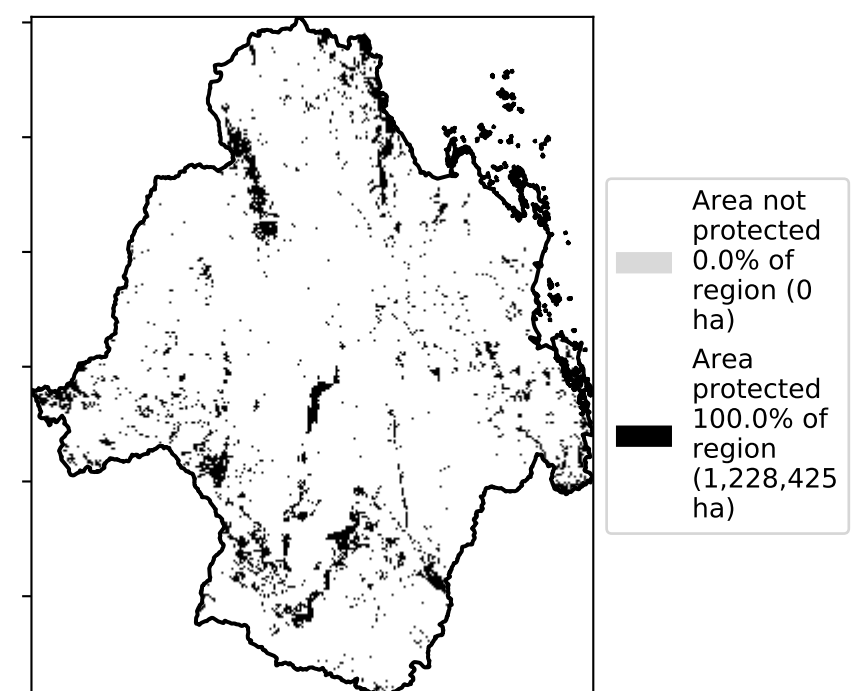 Area not
protected
0.0% of
region (0
ha)
Area
protected
100.0% of
region
(1,228,425
ha)